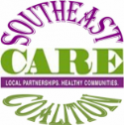 SOUTHEAST
CARE
LOCAL PARTNERSHIPS. HEALTHY COMMUNITIES.
COALITION